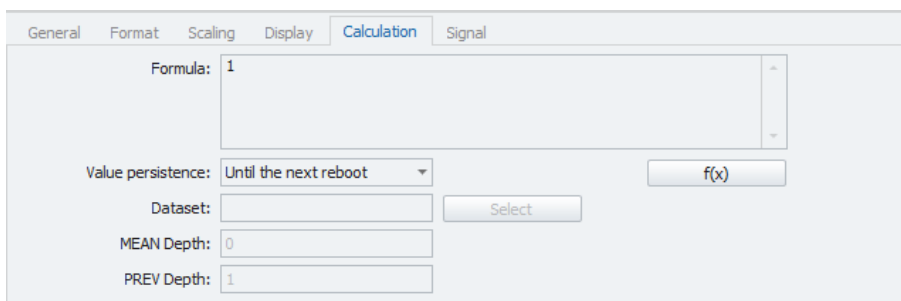 General Format Scaling Display Calculation Signal
Formula: 1
Value persistence: Until the next reboot f(x)
Dataset: Select
MEAN Depth: 0
PREV Depth: 1